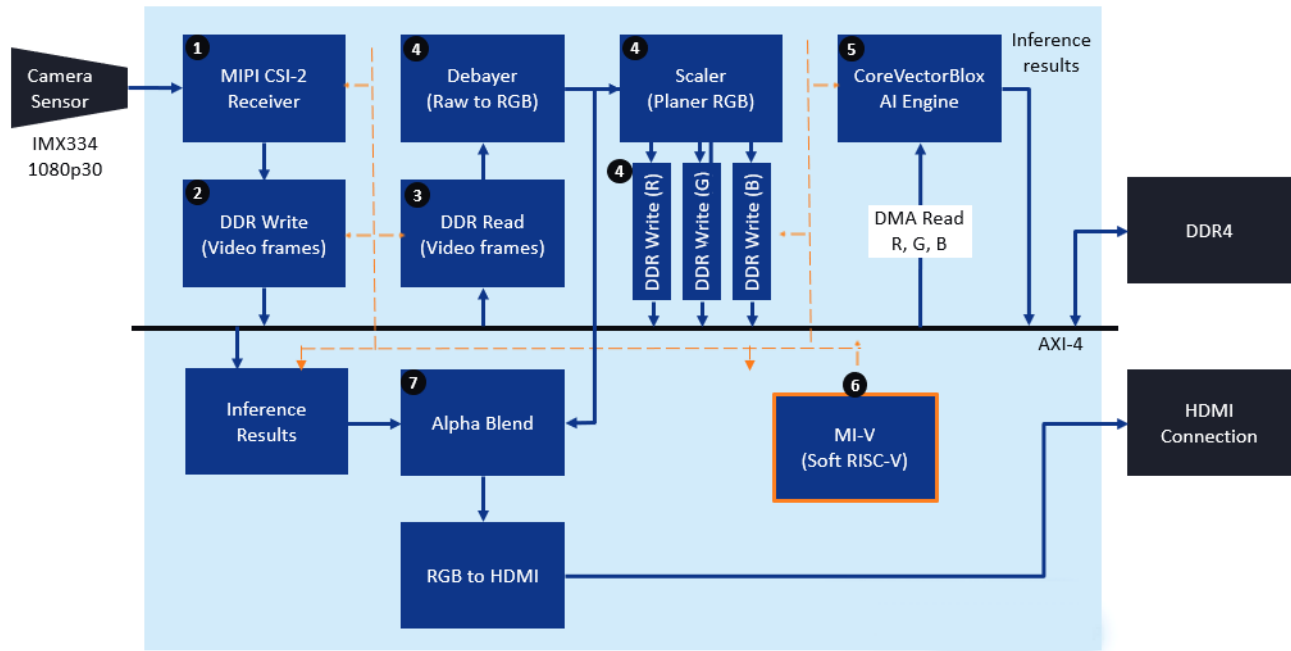 1
MIPI CSI-2
Receiver
4
Debayer
(Raw to RGB)
4
Scaler
(Planer RGB)
5
CoreVectorBlox
AI Engine
Inference
results
Camera
Sensor
IMX334
1080p30
2
DDR Write
(Video frames)
3
DDR Read
(Video frames)
4
DDR Write (R)
DDR Write (G)
DDR Write (B)
DMA Read
R, G, B
DDR4
AXI-4
Inference
Results
7
Alpha Blend
6
MI-V
(Soft RISC-V)
HDMI
Connection
RGB to HDMI